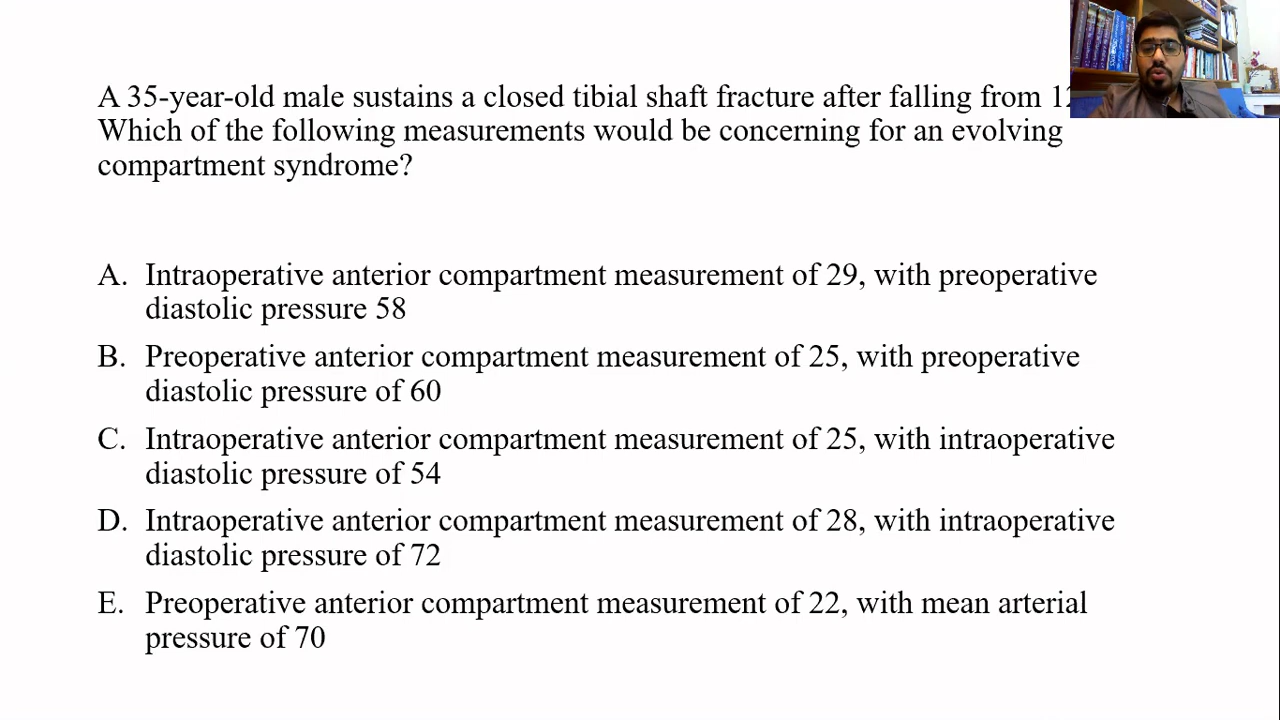 A 35-year-old male sustains a closed tibial shaft fracture after falling from
Which of the following measurements would be concerning for an evolving
compartment syndrome?
A. Intraoperative anterior compartment measurement of 29, with preoperative
diastolic pressure 58
B. Preoperative anterior compartment measurement of 25, with preoperative
diastolic pressure of 60
C. Intraoperative anterior compartment measurement of 25, with intraoperative
diastolic pressure of 54
D. Intraoperative anterior compartment measurement of 28, with intraoperative
diastolic pressure of 72
E. Preoperative anterior compartment measurement of 22, with mean arterial
pressure of 70